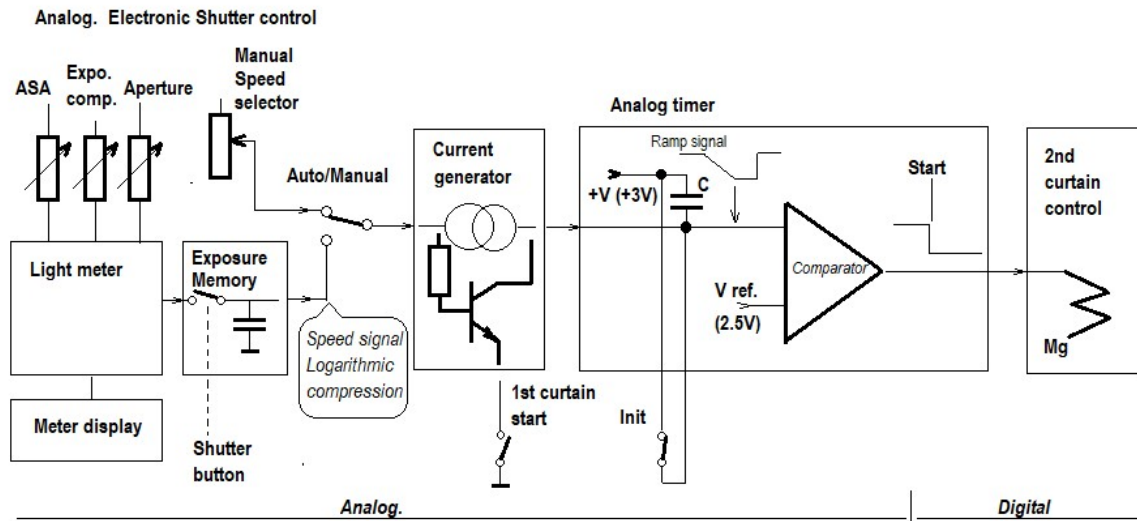 Analog. Electronic Shutter control
ASA
Expo.
comp.
Aperture
Manual
Speed
selector
Light meter
Meter display
Exposure
Memory
Shutter
button
Auto/Manual
Speed signal
Logarithmic
compression
Current
generator
1st curtain
start
Analog timer
Ramp signal
+V (+3V)
C
Init
Comparator
V ref.
(2.5V)
Start
2nd
curtain
control
Mg
Analog.
Digital